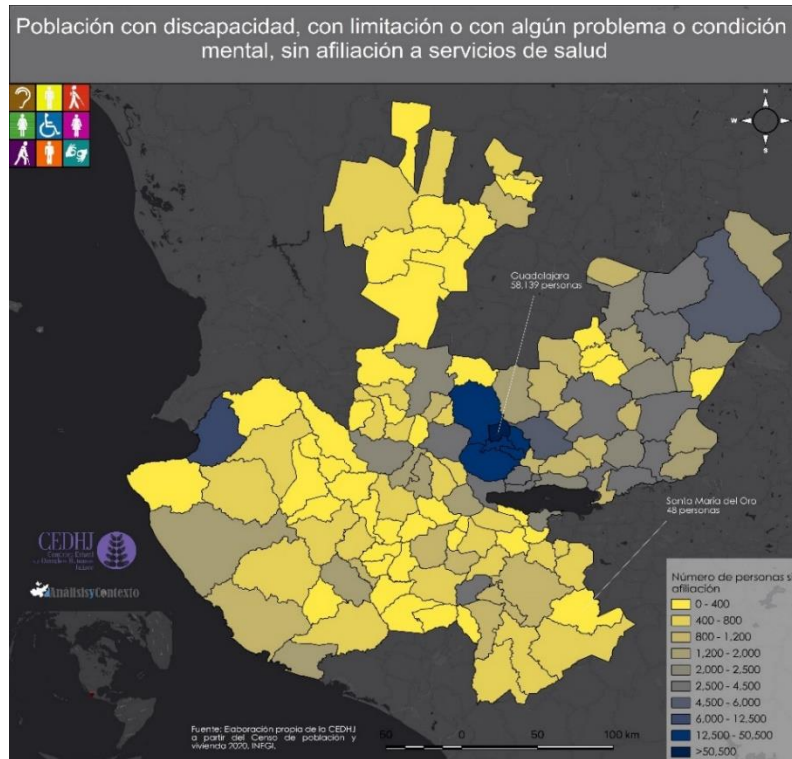 Población con discapacidad, con limitación o con algún problema o condición
mental, sin afiliación a servicios de salud
N
W
S
Guadalajara
58,139 personas
Santa María del Oro
48 personas
CEDHJ
AnálisisyContexto
Número de personas si
afiliación
0 - 400
400 - 800
800 - 1,200
1,200 - 2,000
2,000 - 2,500
2,500 - 4,500
4,500 - 6,000
6,000 - 12,500
12,500 - 50,500
>50,500
Fuente: Elaboración propia de la CEDHJ
a partir del Censo de población y
vivienda 2020, INEGI.
50 0 50 100 km